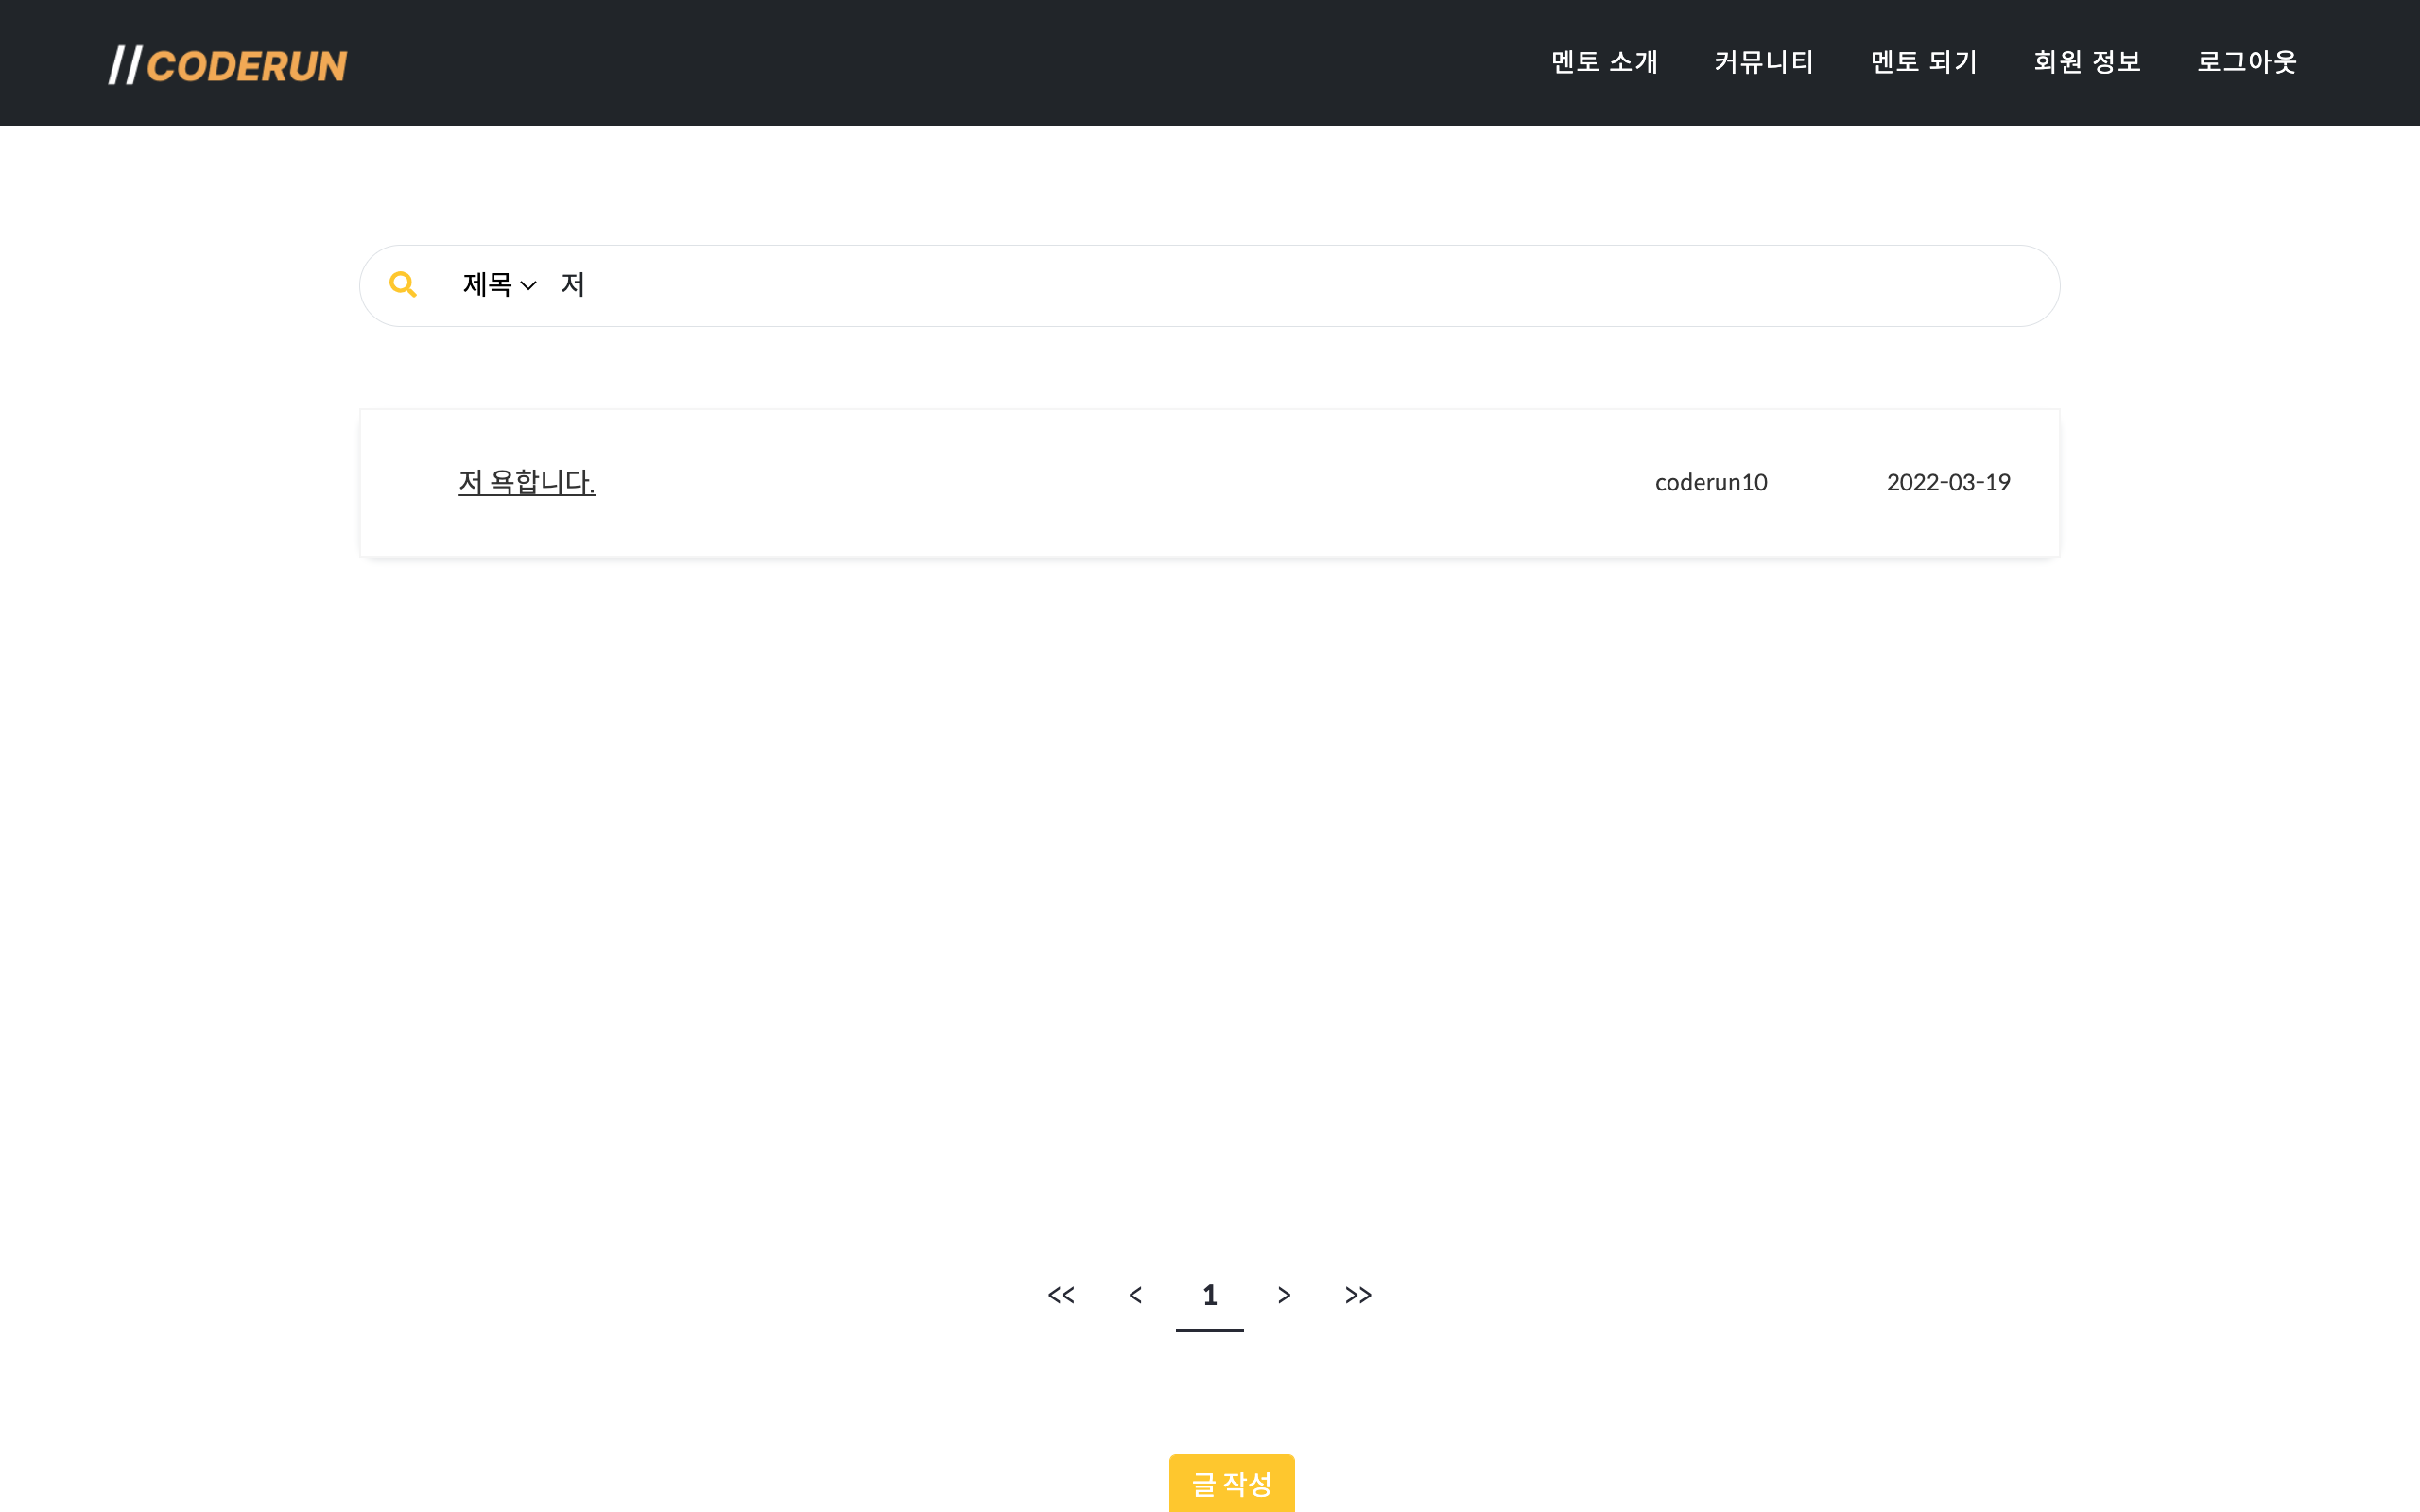 //CODERUN 멘토 소개 커뮤니티 멘토 되기 회원 정보 로그아웃
제목 저
저 욕합니다. coderun10 2022-03-19
<< < 1 > >>
글 작성